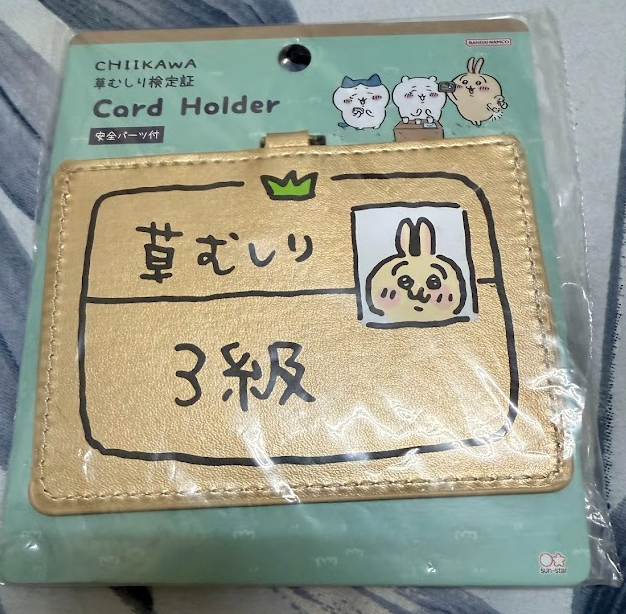 CHIIKAWA
草むしり検定証
Card Holder
安全パーツ付
BANDAI NAMCO
草むしり
3級
sun-star